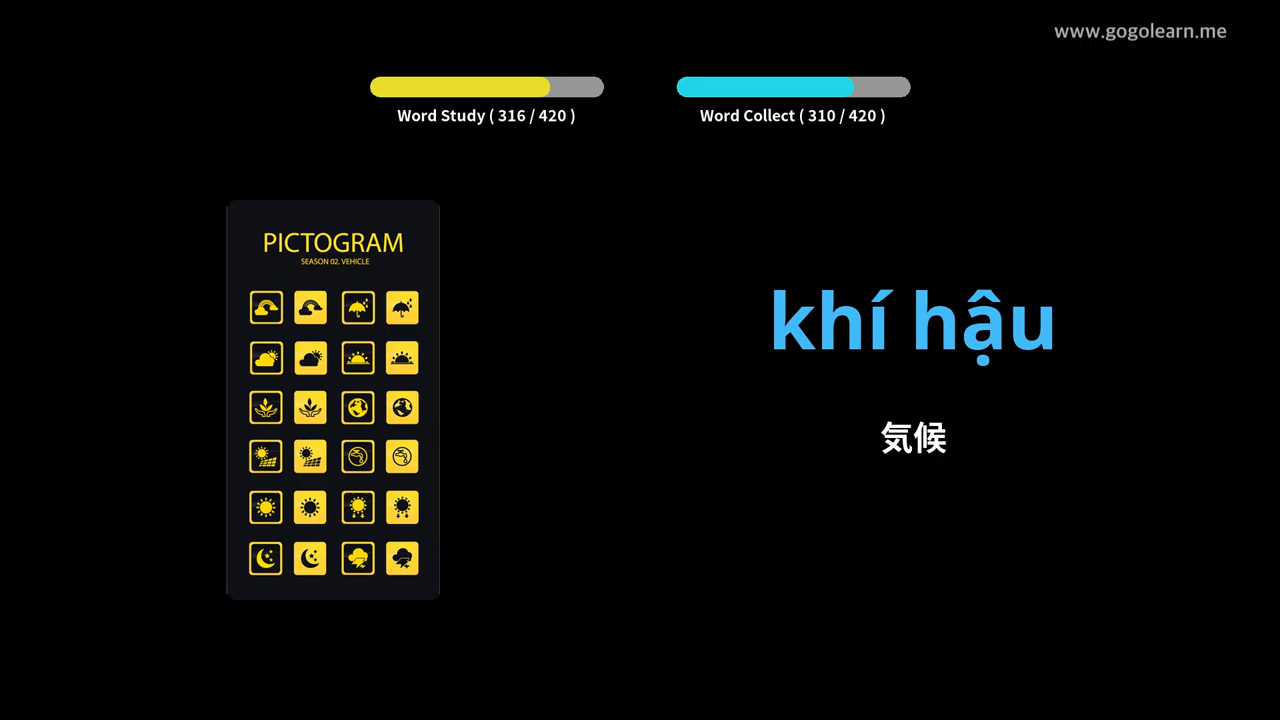 www.gogolearn.me
Word Study ( 316 / 420 )
Word Collect ( 310 / 420 )
PICTOGRAM
SEASON 02. VEHICLE
khí hậu
気候